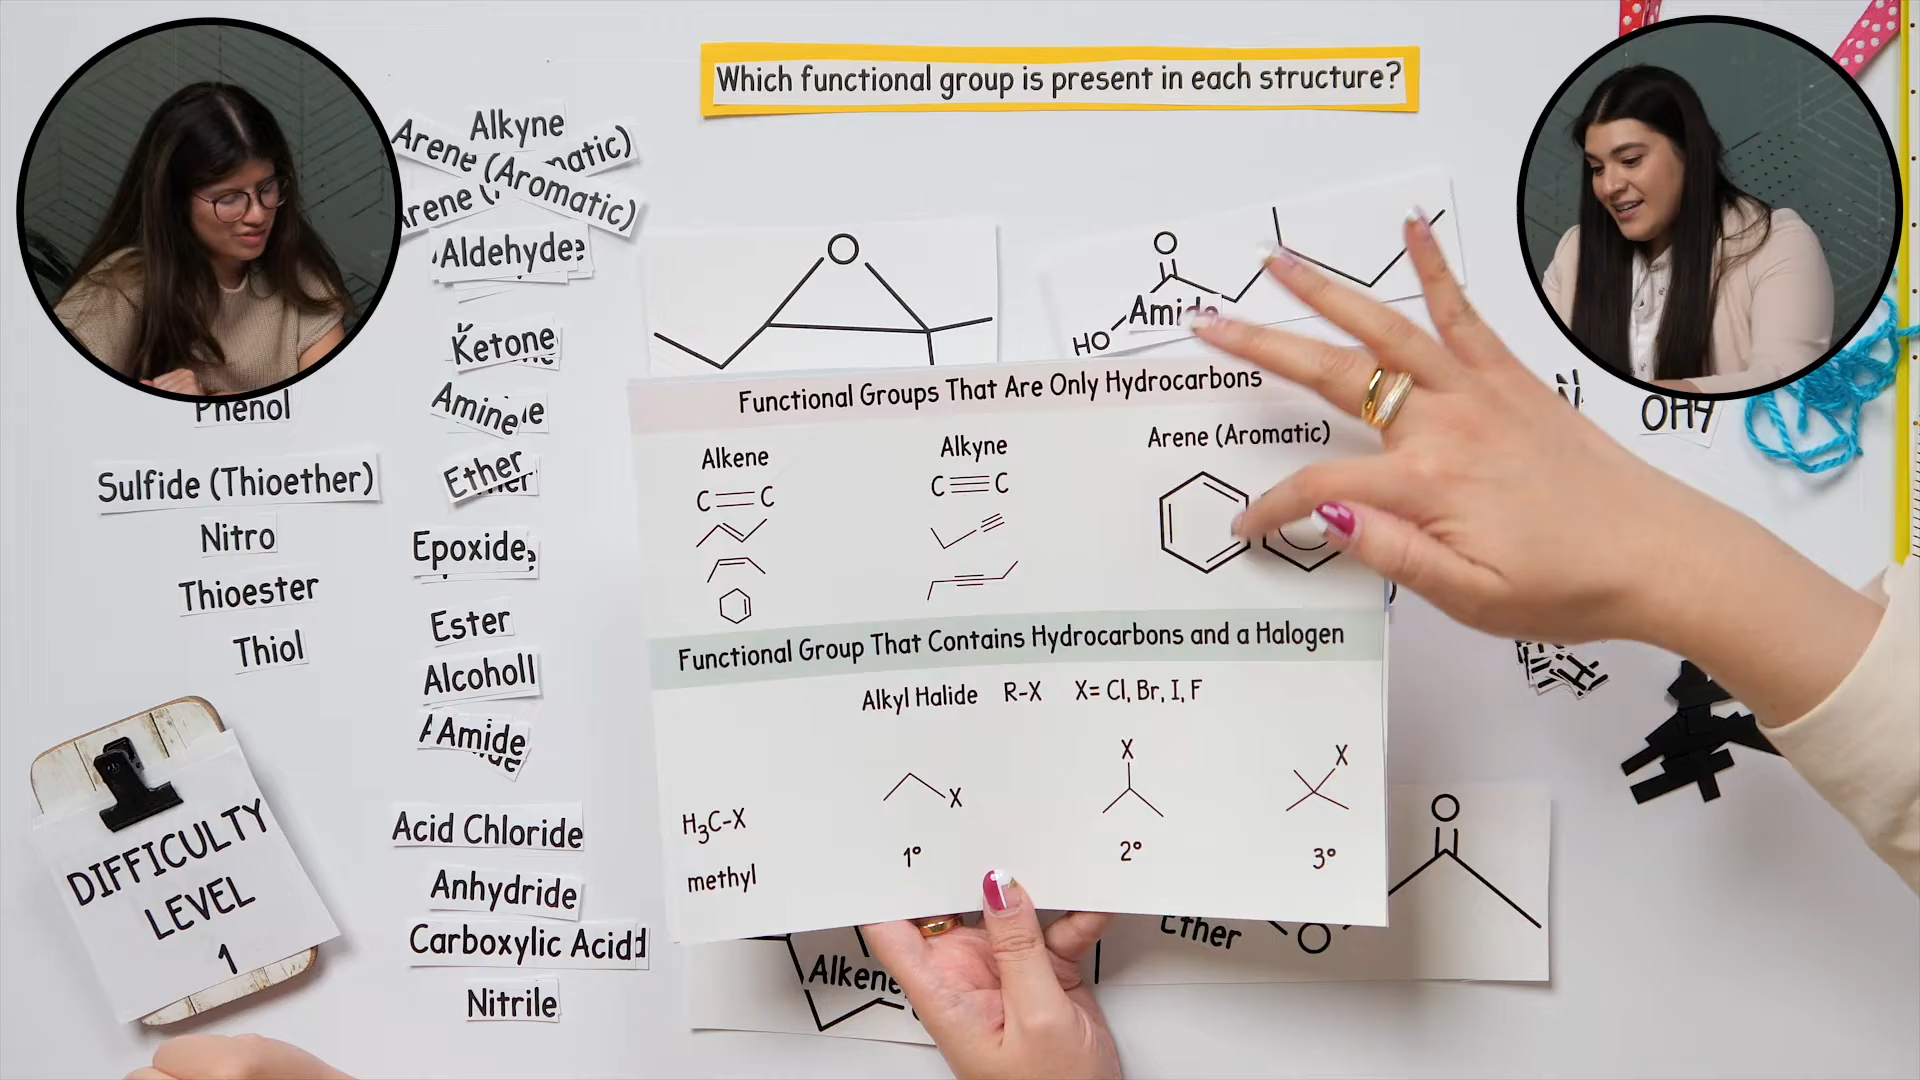 Which functional group is present in each structure?
Alkyne
Arene (Aromatic)
Aldehyde
Ketone
Amine
Ether
Epoxide
Ester
Alcohol
Amide
Acid Chloride
Anhydride
Carboxylic Acid
Nitrile
Phenol
Sulfide (Thioether)
Nitro
Thioester
Thiol
DIFFICULTY
LEVEL
1
O
O
HO
Amide
OH
Functional Groups That Are Only Hydrocarbons
Alkene
Alkyne
Arene (Aromatic)
C C
C C
Functional Group That Contains Hydrocarbons and a Halogen
Alkyl Halide R-X X= Cl, Br, I, F
H₃C-X
X
X
X
methyl
1°
2°
3°
Alkene
Ether
O
O